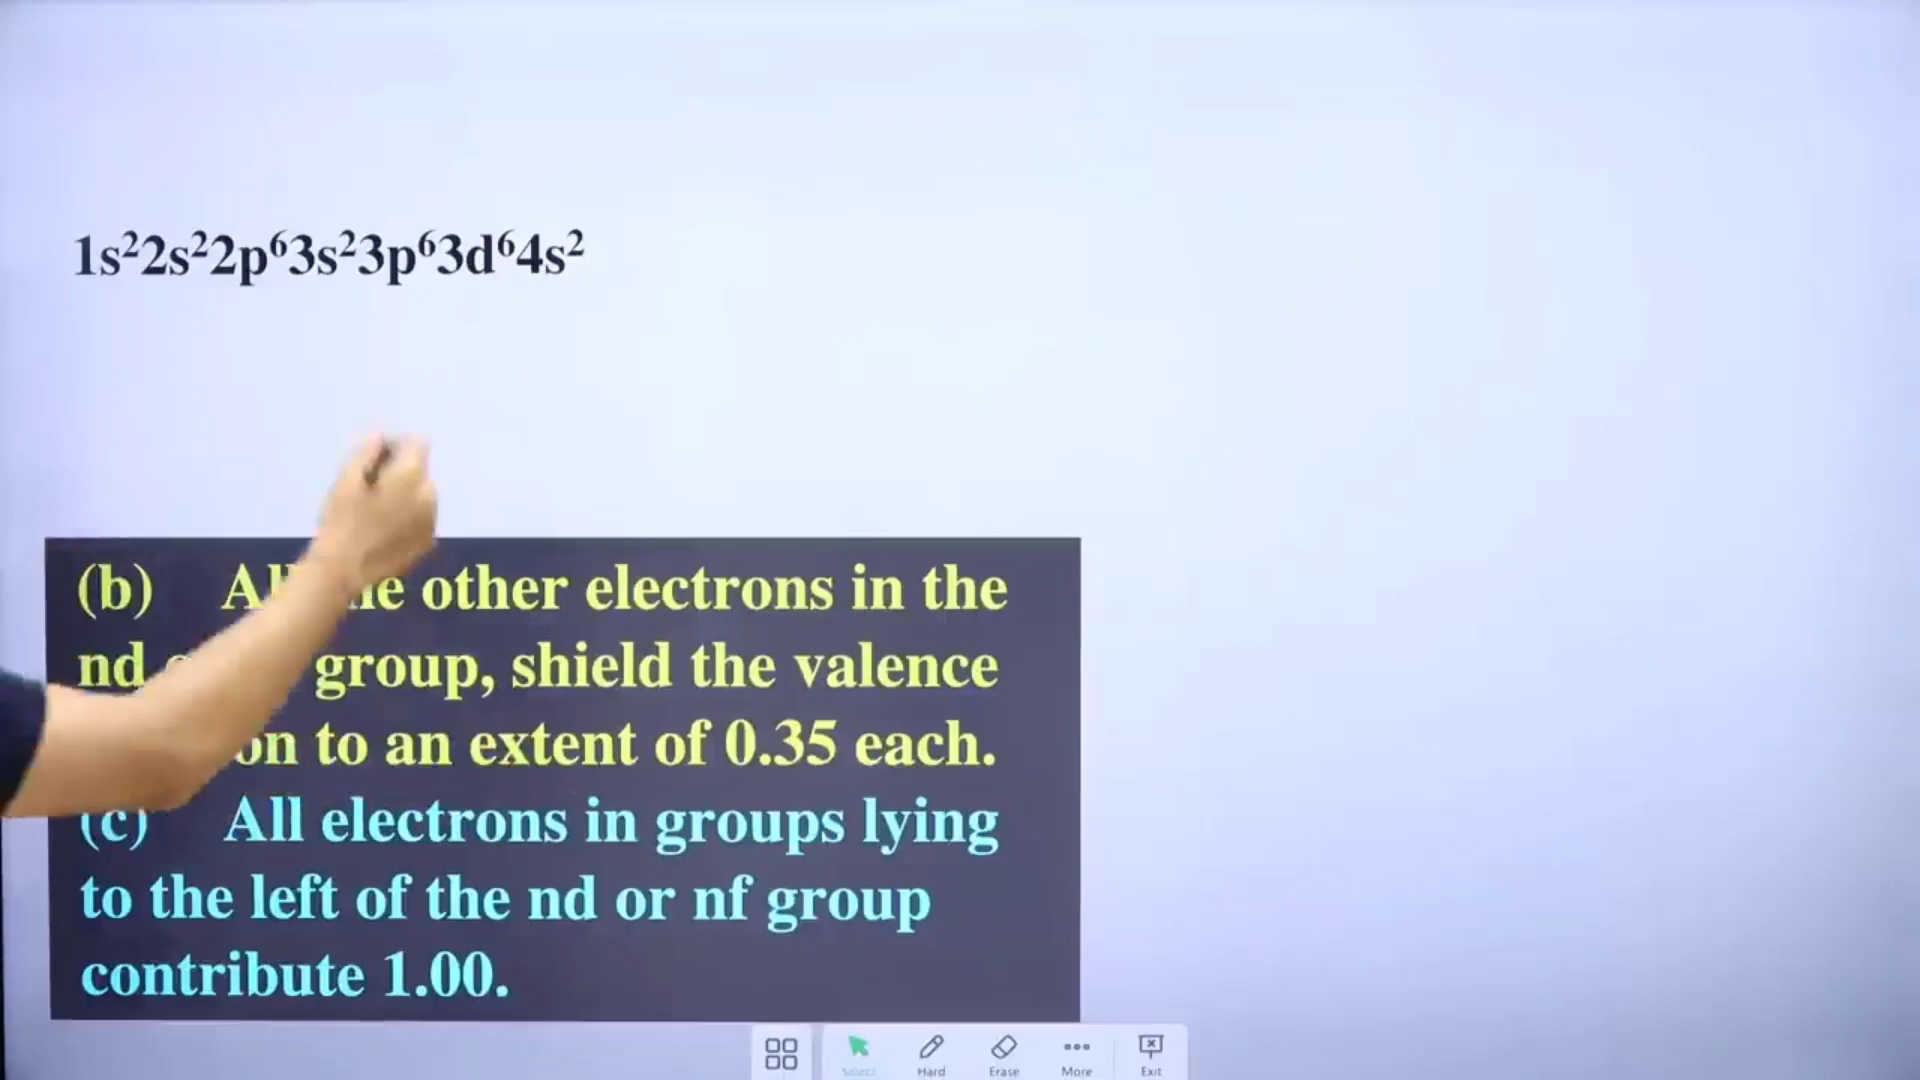 1s²2s²2p⁶3s²3p⁶3d⁶4s²
(b) other electrons in the
nd group, shield the valence
to an extent of 0.35 each.
(c) All electrons in groups lying
to the left of the nd or nf group
contribute 1.00.
Select Hard Erase More Exit